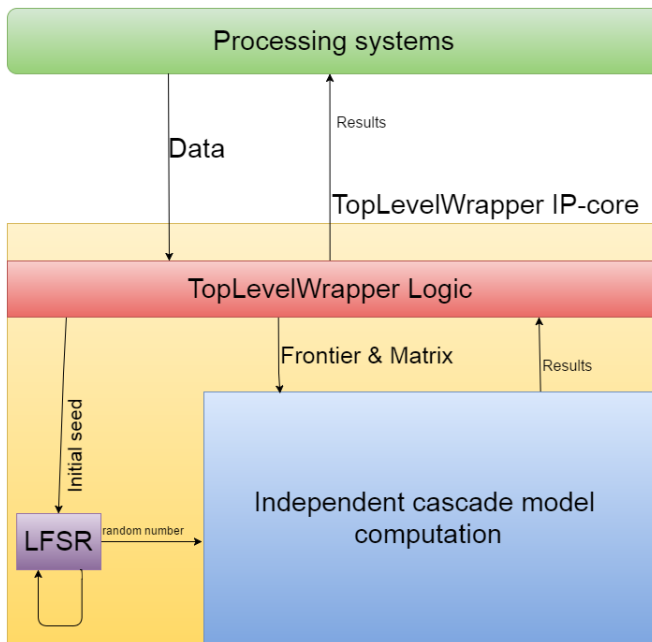 Processing systems
Results
Data
TopLevelWrapper IP-core
TopLevelWrapper Logic
Frontier & Matrix
Results
Initial seed
Independent cascade model
computation
random number
LFSR